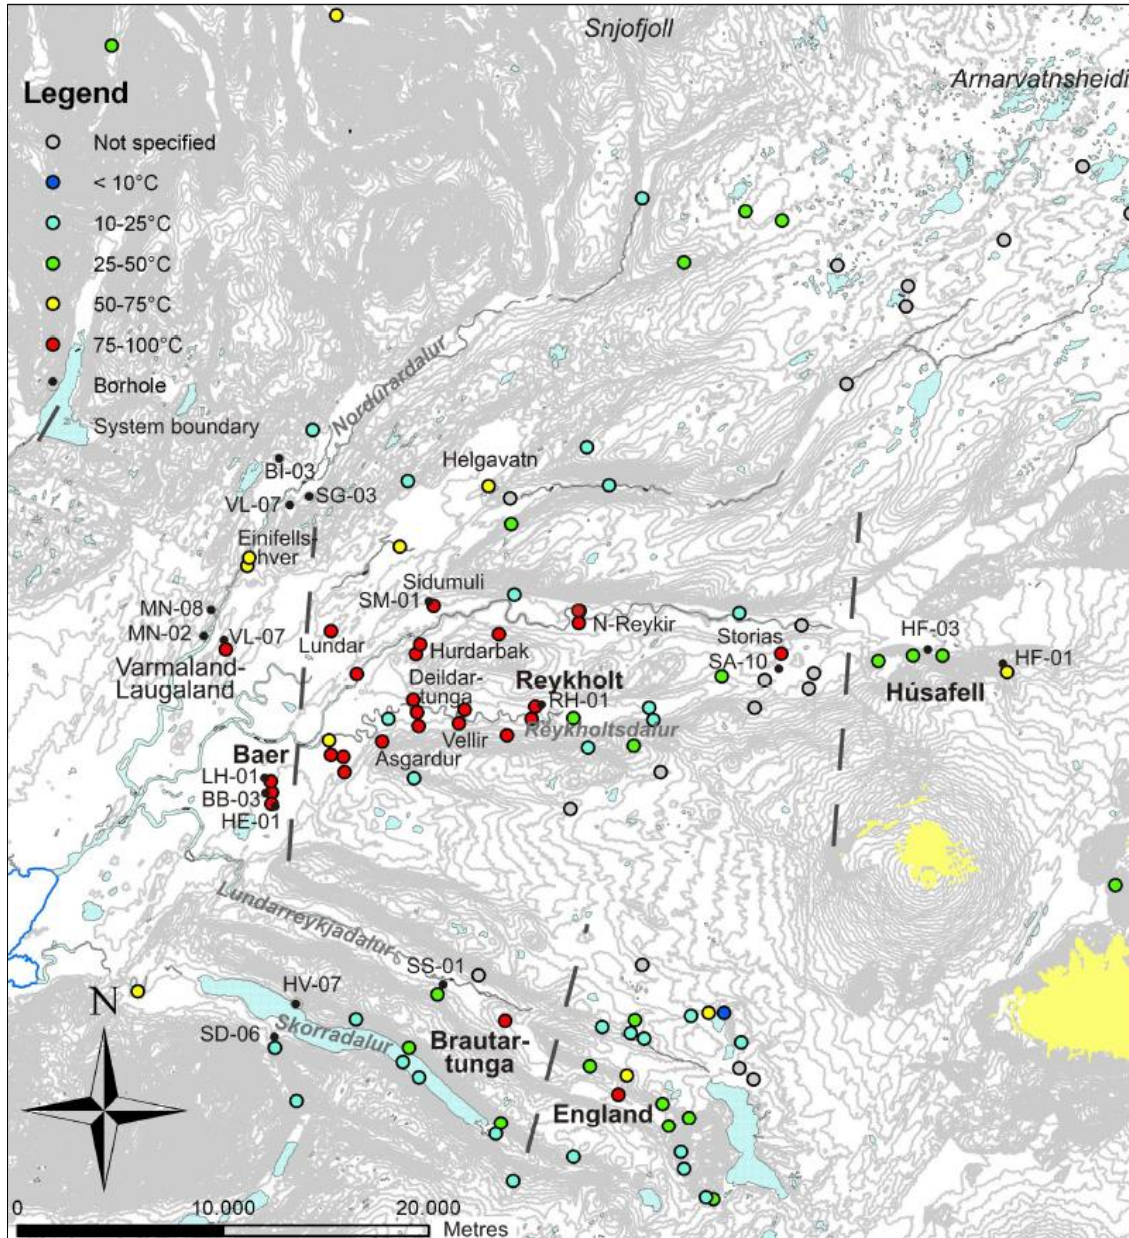 Snjofjoll
Arnarvatnsheidi
Legend
Not specified
< 10°C
10-25°C
25-50°C
50-75°C
75-100°C
Borhole
System boundary
Nordurardalur
BI-03
Helgavatn
SG-03
VL-07
Einifells-
hver
Sidumuli
SM-01
MN-08
N-Reykir
MN-02
VL-07
Lundar
Hurdarbak
Storias
HF-03
HF-01
SA-10
Varmaland-
Laugaland
Deildar-
tunga
Reykholt
RH-01
Húsafell
Vellir
Reykholtsdalur
Asgardur
Baer
LH-01
BB-03
HE-01
Lundarreykjadalur
SS-01
HV-07
N
Skorradalur
SD-06
Brautar-
tunga
England
0
10.000
20.000
Metres